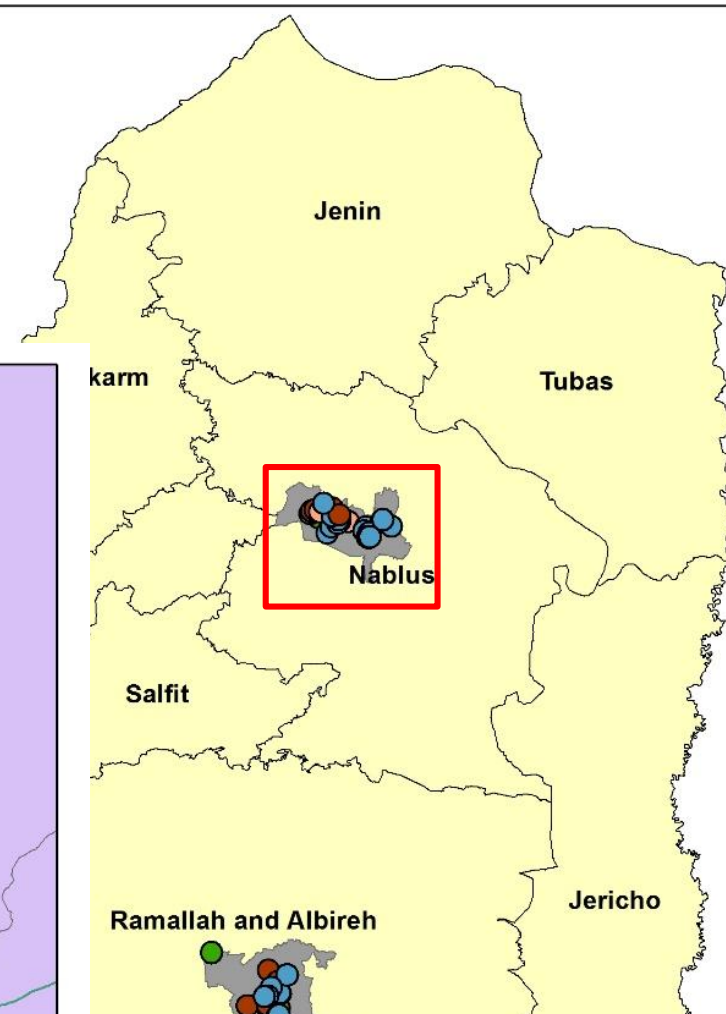 Jenin
karm
Tubas
Nablus
Salfit
Jericho
Ramallah and Albireh